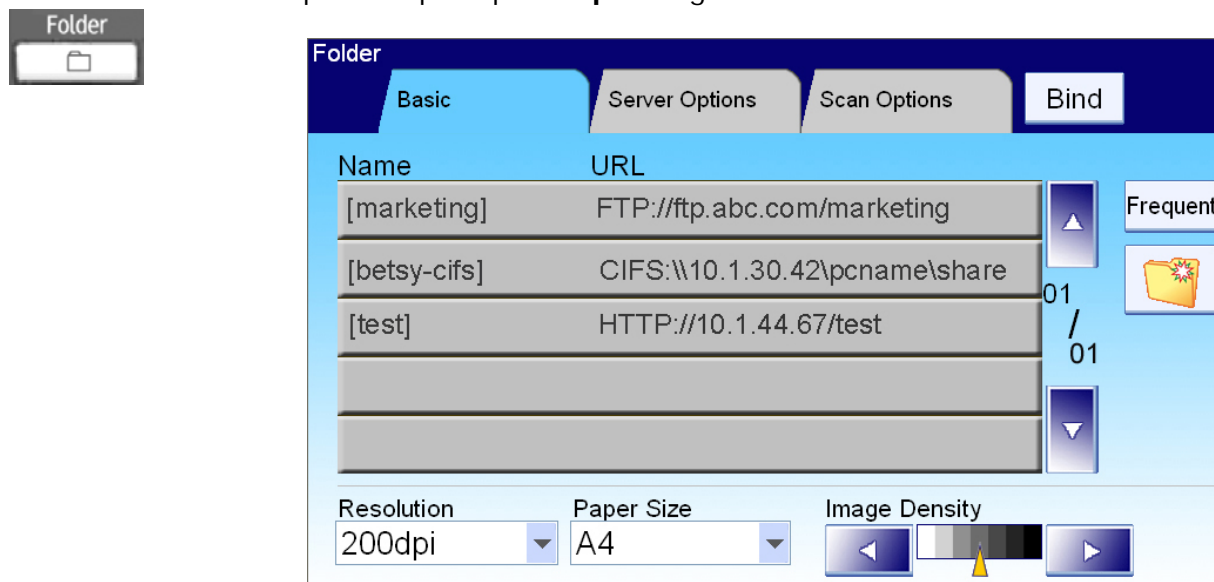 Folder
Folder
Basic
Server Options
Scan Options
Bind
Name URL
[marketing] FTP://ftp.abc.com/marketing
Frequent
[betsy-cifs] CIFS:\\10.1.30.42\pcname\share
01
/
01
[test] HTTP://10.1.44.67/test
Resolution Paper Size Image Density
200dpi A4